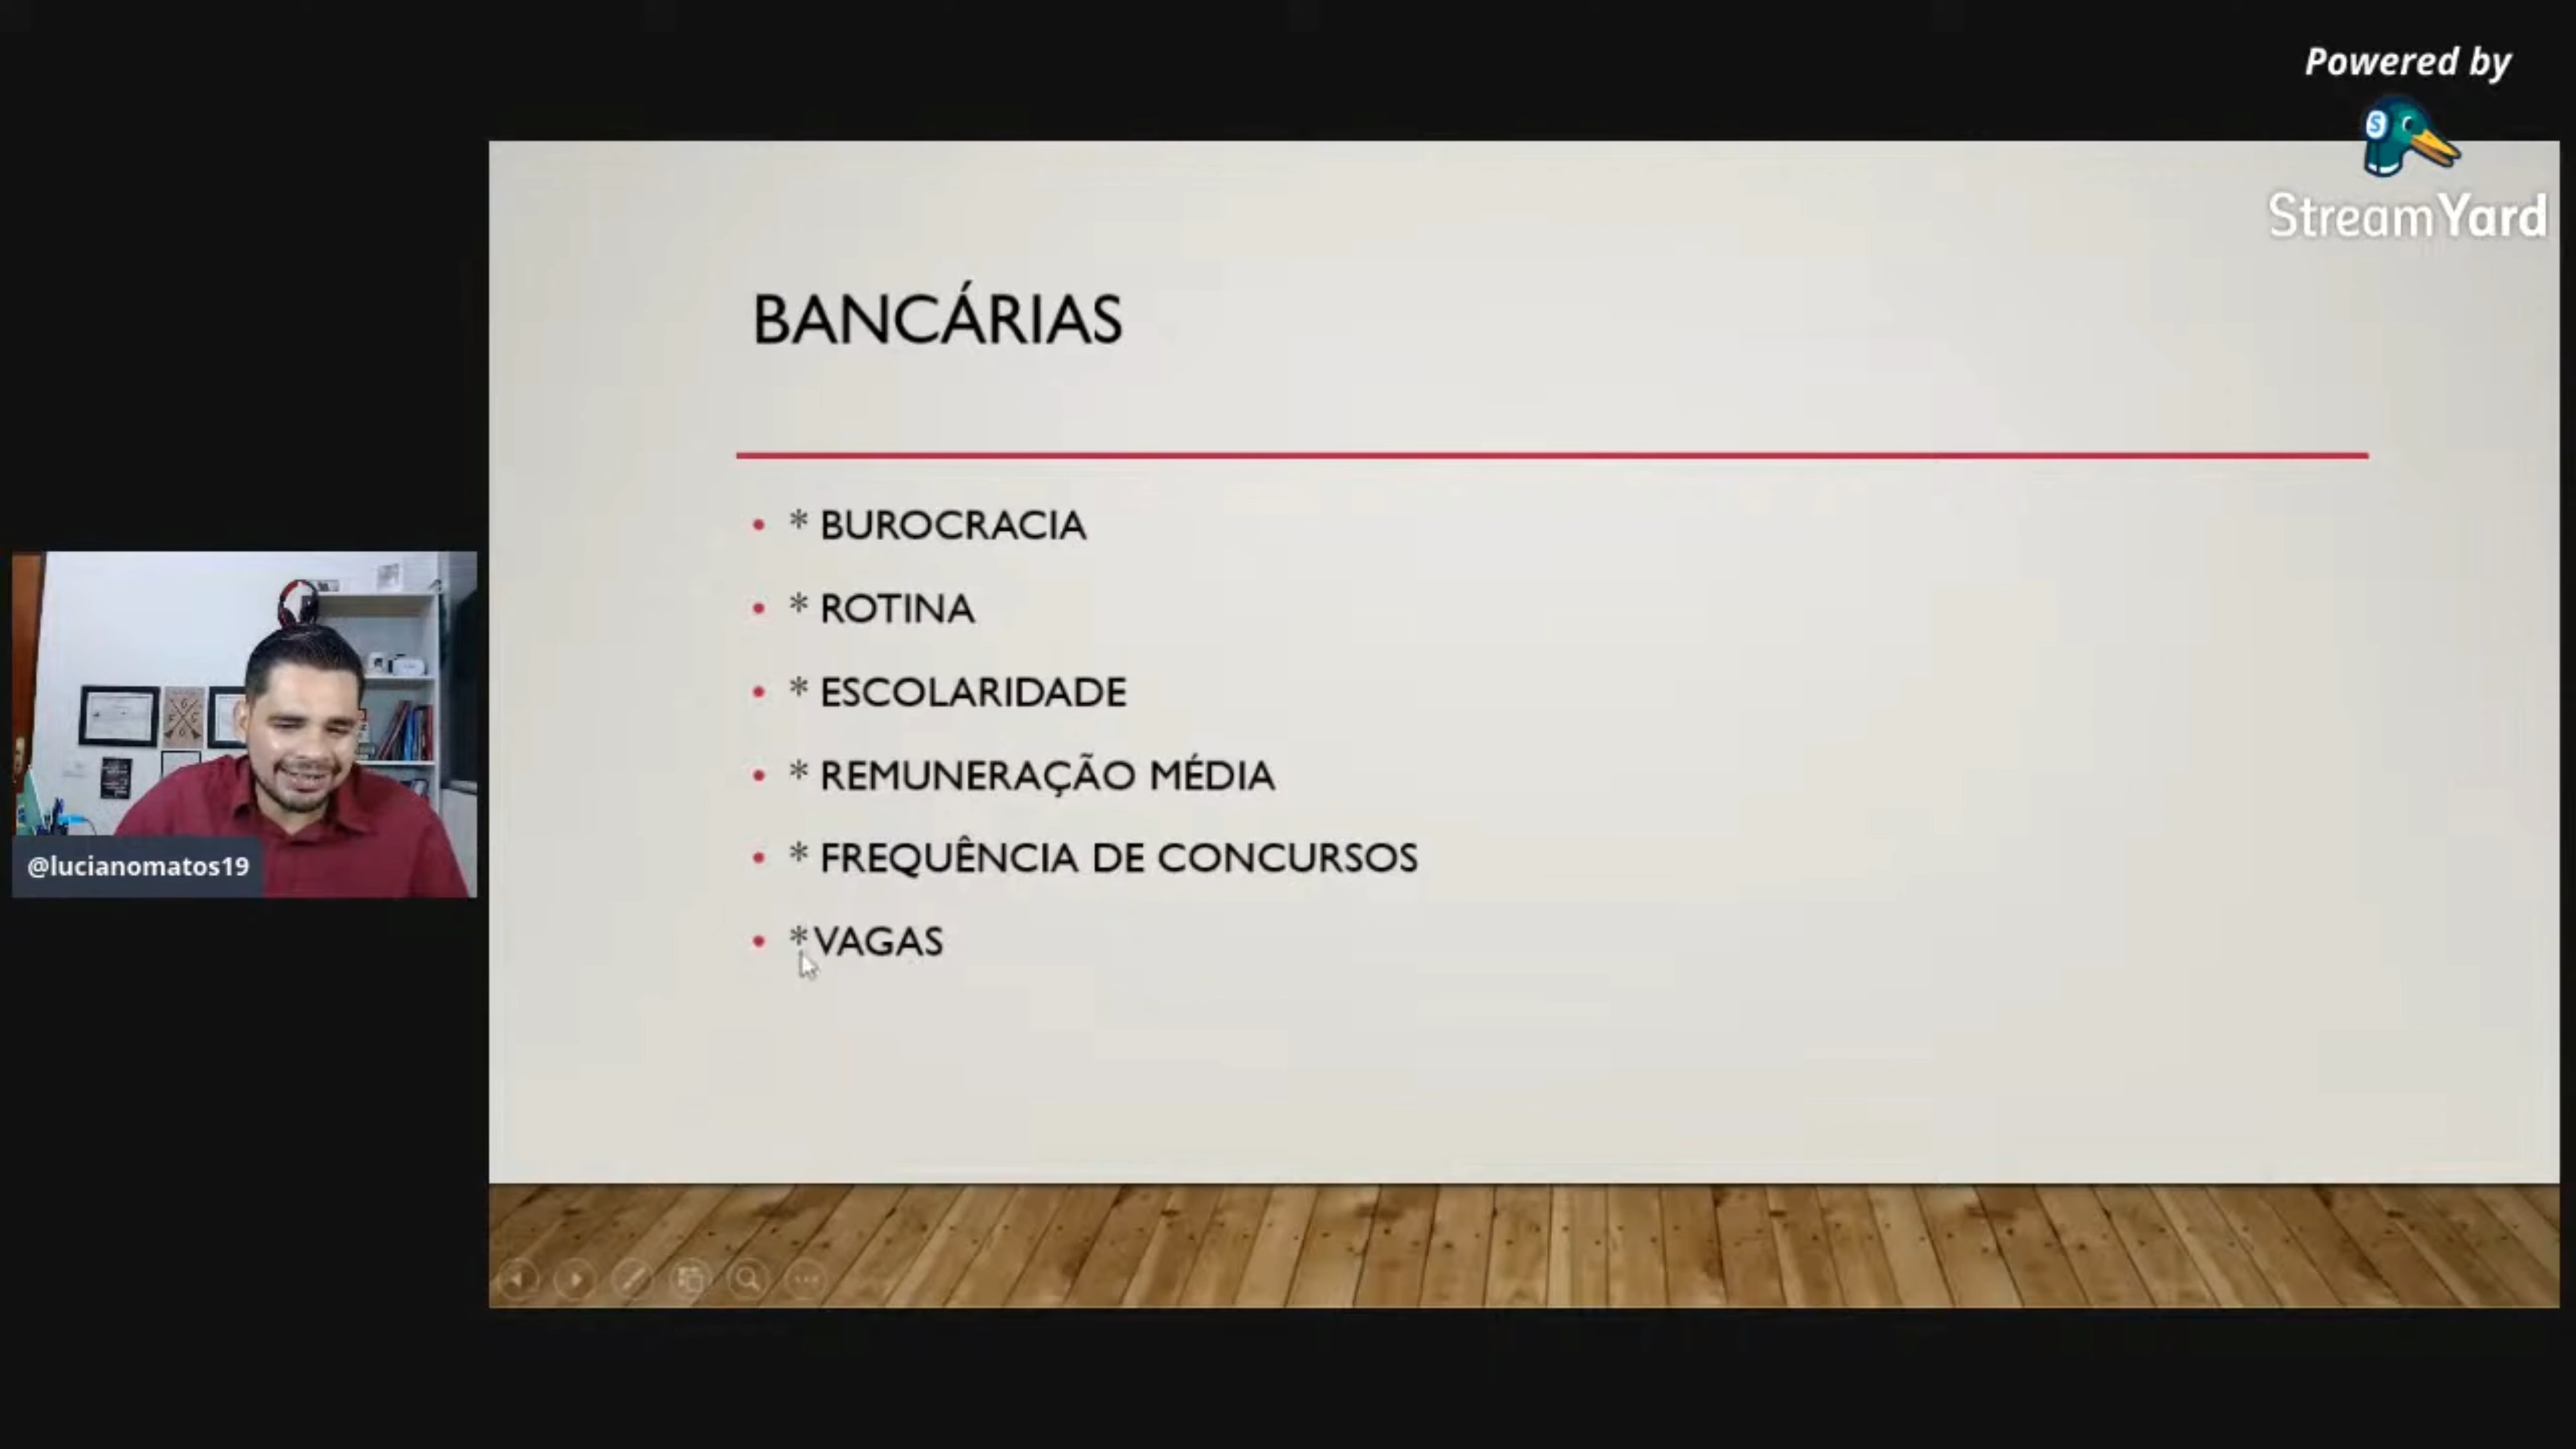 Powered by
StreamYard
BANCÁRIAS
* BUROCRACIA
* ROTINA
* ESCOLARIDADE
* REMUNERAÇÃO MÉDIA
* FREQUÊNCIA DE CONCURSOS
* VAGAS
@lucianomatos19